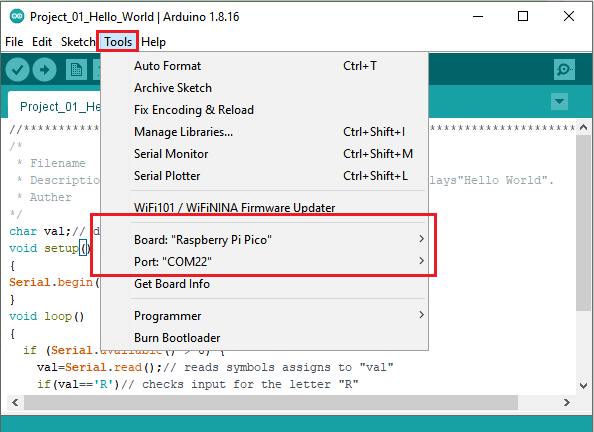 Project_01_Hello_World | Arduino 1.8.16
File Edit Sketch Tools Help
Auto Format Ctrl+T
Project_01_He
Archive Sketch
Fix Encoding & Reload
//*****
Manage Libraries... Ctrl+Shift+I
/*
Serial Monitor Ctrl+Shift+M
* Filename
Serial Plotter Ctrl+Shift+L
* Descriptio lays"Hello World".
* Auther
WiFi101 / WiFiNINA Firmware Updater
*/
char val;// d
Board: "Raspberry Pi Pico"
void setup()
Port: "COM22"
{
Get Board Info
Serial.begin(
}
Programmer
void loop()
{
Burn Bootloader
if (Serial.available() > 0) {
val=Serial.read();// reads symbols assigns to "val"
if(val=='R')// checks input for the letter "R"